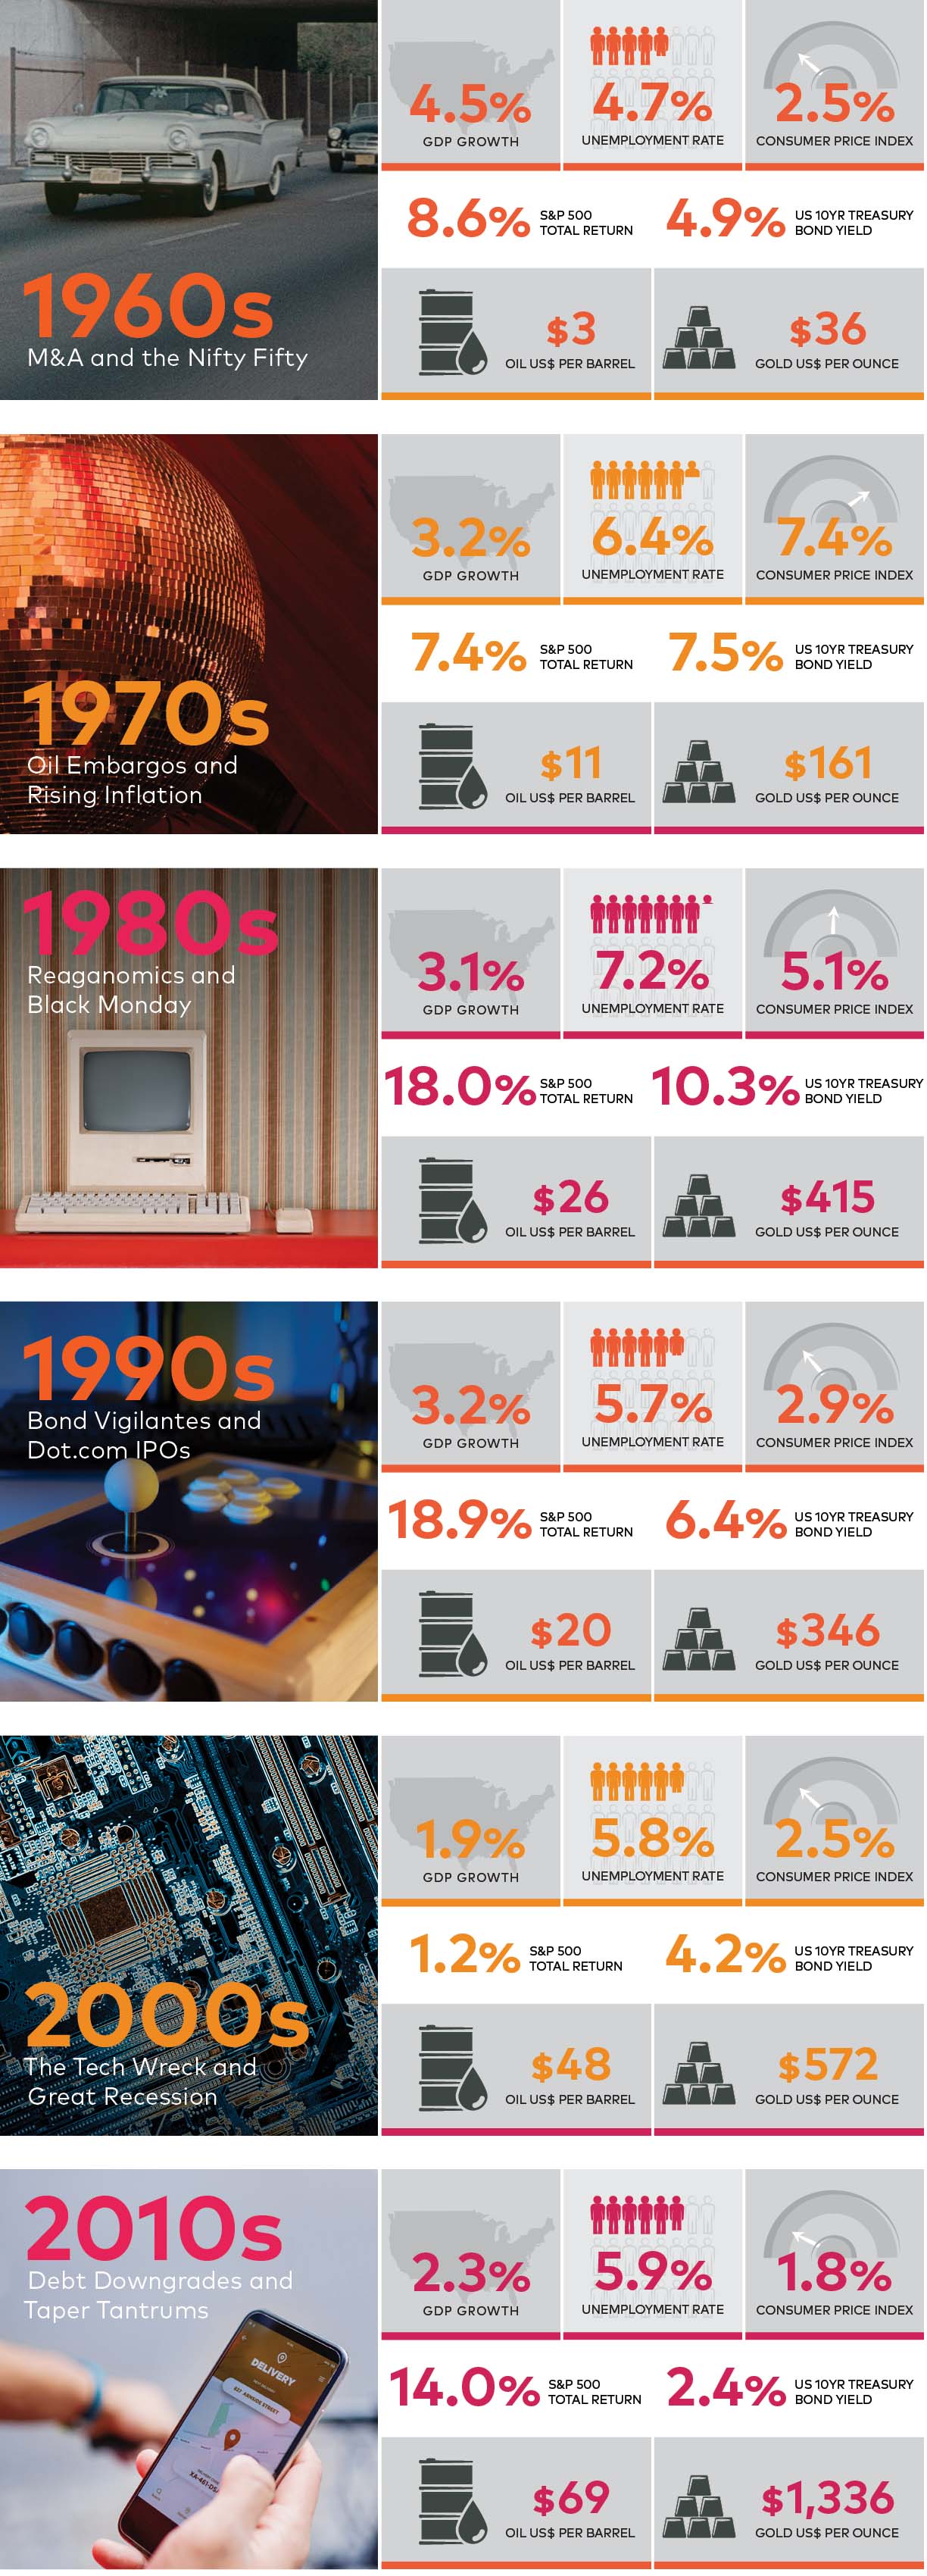 4.5%
GDP GROWTH
4.7%
UNEMPLOYMENT RATE
2.5%
CONSUMER PRICE INDEX
8.6%
S&P 500
TOTAL RETURN
4.9%
US 10YR TREASURY
BOND YIELD
1960s
M&A and the Nifty Fifty
$3
OIL US$ PER BARREL
$36
GOLD US$ PER OUNCE
3.2%
GDP GROWTH
6.4%
UNEMPLOYMENT RATE
7.4%
CONSUMER PRICE INDEX
7.4%
S&P 500
TOTAL RETURN
7.5%
US 10YR TREASURY
BOND YIELD
1970s
Oil Embargos and
Rising Inflation
$11
OIL US$ PER BARREL
$161
GOLD US$ PER OUNCE
1980s
Reaganomics and
Black Monday
3.1%
GDP GROWTH
7.2%
UNEMPLOYMENT RATE
5.1%
CONSUMER PRICE INDEX
18.0%
S&P 500
TOTAL RETURN
10.3%
US 10YR TREASURY
BOND YIELD
$26
OIL US$ PER BARREL
$415
GOLD US$ PER OUNCE
1990s
Bond Vigilantes and
Dot.com IPOs
3.2%
GDP GROWTH
5.7%
UNEMPLOYMENT RATE
2.9%
CONSUMER PRICE INDEX
18.9%
S&P 500
TOTAL RETURN
6.4%
US 10YR TREASURY
BOND YIELD
$20
OIL US$ PER BARREL
$346
GOLD US$ PER OUNCE
1.9%
GDP GROWTH
5.8%
UNEMPLOYMENT RATE
2.5%
CONSUMER PRICE INDEX
1.2%
S&P 500
TOTAL RETURN
4.2%
US 10YR TREASURY
BOND YIELD
2000s
The Tech Wreck and
Great Recession
$48
OIL US$ PER BARREL
$572
GOLD US$ PER OUNCE
2010s
Debt Downgrades and
Taper Tantrums
DELIVERY
2.3%
GDP GROWTH
5.9%
UNEMPLOYMENT RATE
1.8%
CONSUMER PRICE INDEX
14.0%
S&P 500
TOTAL RETURN
2.4%
US 10YR TREASURY
BOND YIELD
$69
OIL US$ PER BARREL
$1,336
GOLD US$ PER OUNCE